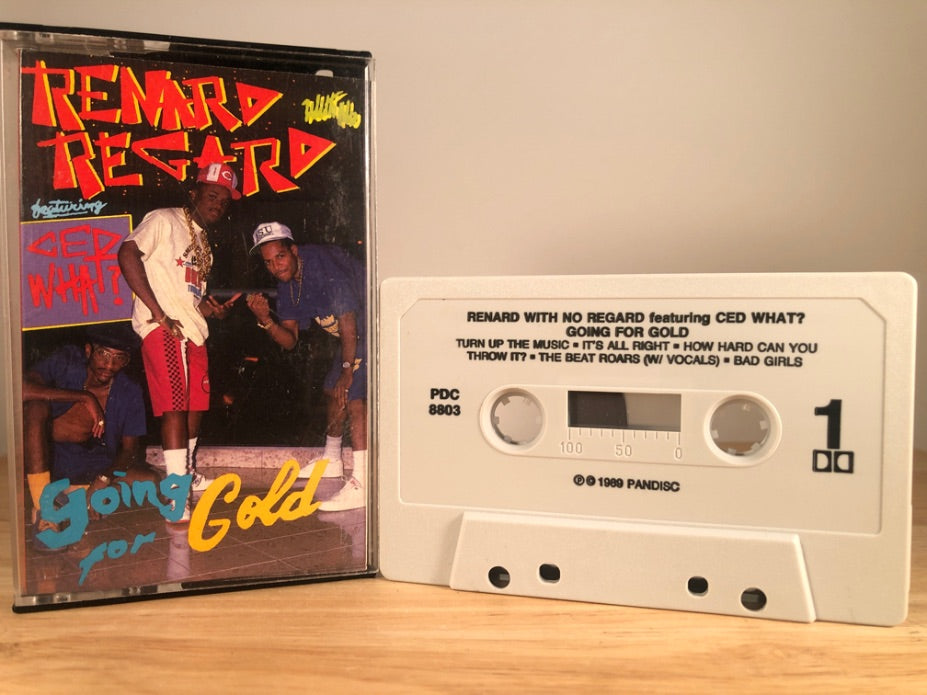 RENARD
REGARD
featuring
CED
WHAT?
C
SU
Going
for Gold
RENARD WITH NO REGARD featuring CED WHAT?
GOING FOR GOLD
TURN UP THE MUSIC ▪ IT'S ALL RIGHT ▪ HOW HARD CAN YOU
THROW IT? ▪ THE BEAT ROARS (W/ VOCALS) ▪ BAD GIRLS
PDC
8803
1
100 50 0
℗© 1989 PANDISC